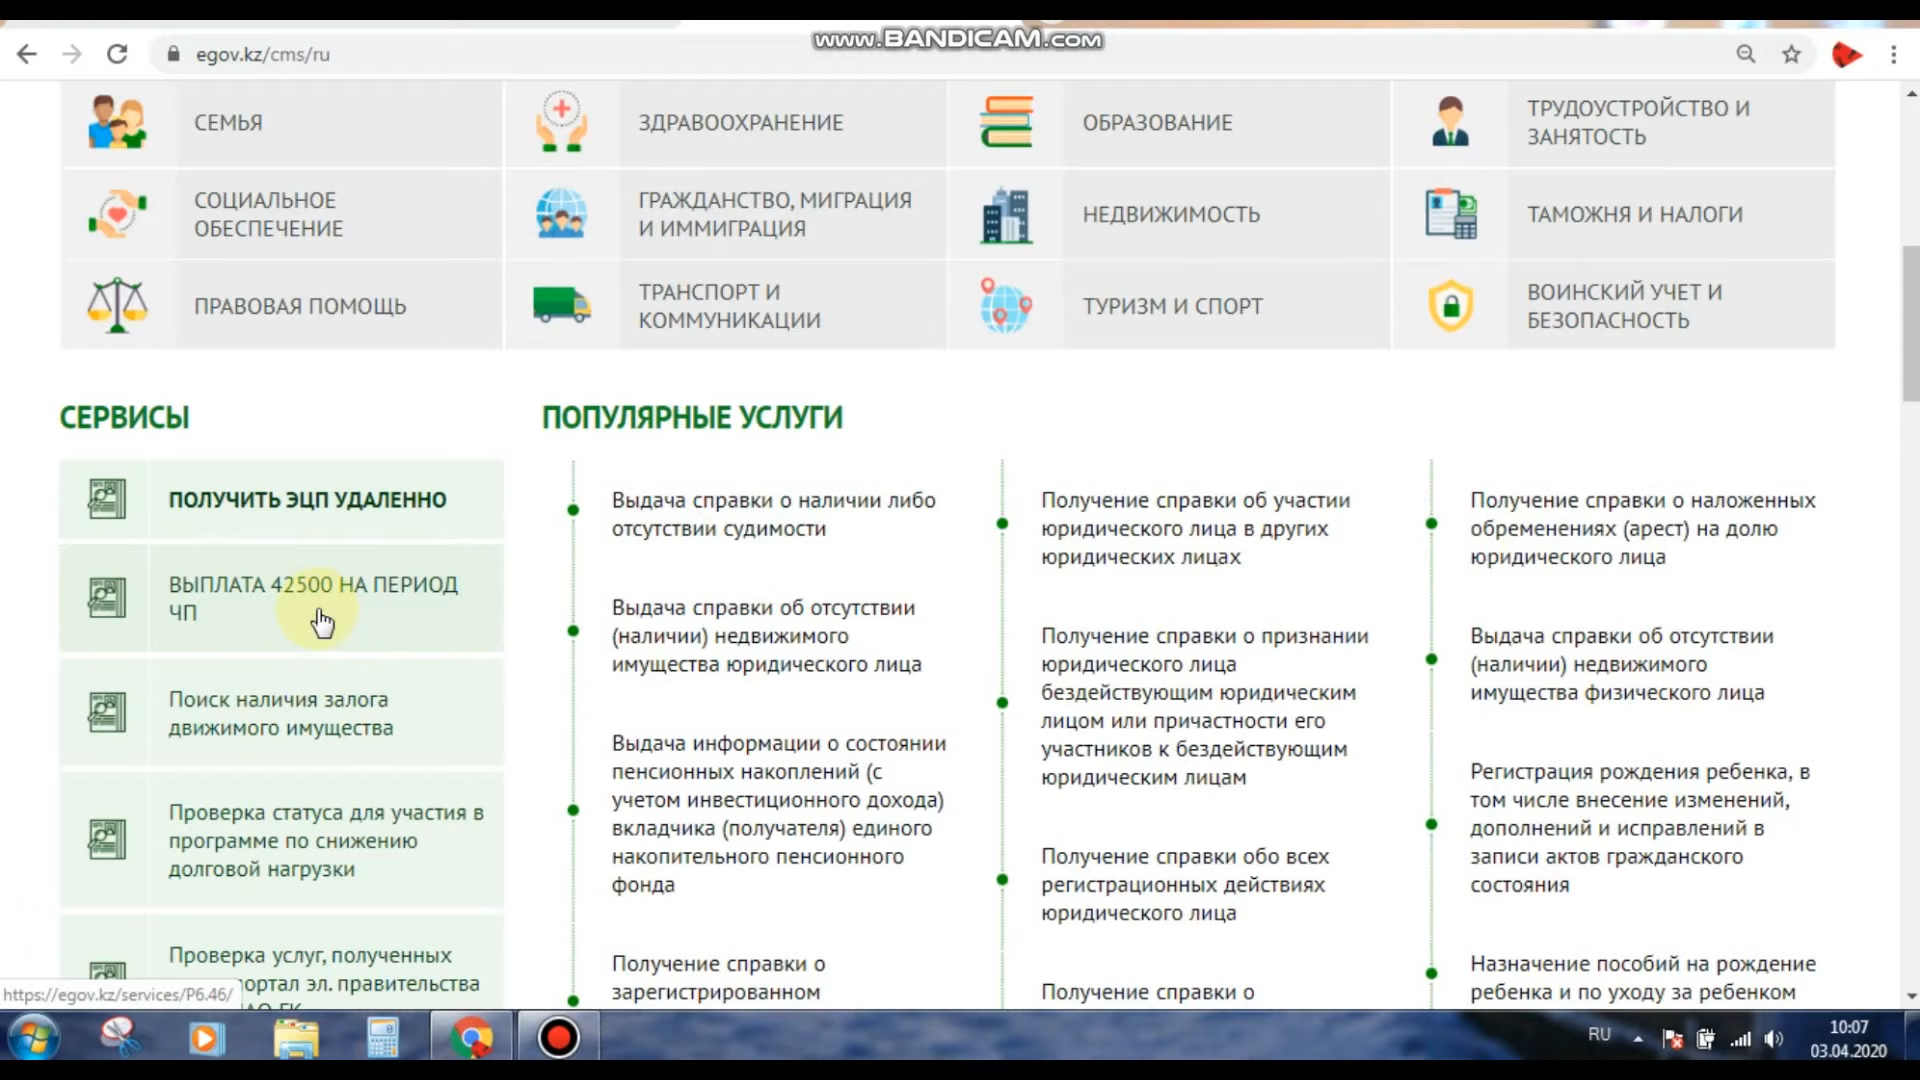 www.BANDICAM.com
egov.kz/cms/ru
СЕМЬЯ
ЗДРАВООХРАНЕНИЕ
ОБРАЗОВАНИЕ
ТРУДОУСТРОЙСТВО И
ЗАНЯТОСТЬ
СОЦИАЛЬНОЕ
ОБЕСПЕЧЕНИЕ
ГРАЖДАНСТВО, МИГРАЦИЯ
И ИММИГРАЦИЯ
НЕДВИЖИМОСТЬ
ТАМОЖНЯ И НАЛОГИ
ПРАВОВАЯ ПОМОЩЬ
ТРАНСПОРТ И
КОММУНИКАЦИИ
ТУРИЗМ И СПОРТ
ВОИНСКИЙ УЧЕТ И
БЕЗОПАСНОСТЬ
СЕРВИСЫ
ПОЛУЧИТЬ ЭЦП УДАЛЕННО
ВЫПЛАТА 42500 НА ПЕРИОД
ЧП
Поиск наличия залога
движимого имущества
Проверка статуса для участия в
программе по снижению
долговой нагрузки
Проверка услуг, полученных
портал эл. правительства
ПОПУЛЯРНЫЕ УСЛУГИ
Выдача справки о наличии либо
отсутствии судимости
Выдача справки об отсутствии
(наличии) недвижимого
имущества юридического лица
Выдача информации о состоянии
пенсионных накоплений (с
учетом инвестиционного дохода)
вкладчика (получателя) единого
накопительного пенсионного
фонда
Получение справки о
зарегистрированном
Получение справки об участии
юридического лица в других
юридических лицах
Получение справки о признании
юридического лица
бездействующим юридическим
лицом или причастности его
участников к бездействующим
юридическим лицам
Получение справки обо всех
регистрационных действиях
юридического лица
Получение справки о
Получение справки о наложенных
обременениях (арест) на долю
юридического лица
Выдача справки об отсутствии
(наличии) недвижимого
имущества физического лица
Регистрация рождения ребенка, в
том числе внесение изменений,
дополнений и исправлений в
записи актов гражданского
состояния
Назначение пособий на рождение
ребенка и по уходу за ребенком
https://egov.kz/services/P6.46/
RU
10:07
03.04.2020